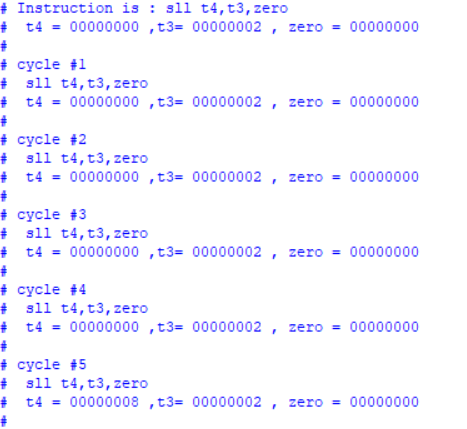 # Instruction is : sll t4,t3,zero
#  t4 = 00000000 ,t3= 00000002 , zero = 00000000
#
# cycle #1
#  sll t4,t3,zero
#  t4 = 00000000 ,t3= 00000002 , zero = 00000000
#
# cycle #2
#  sll t4,t3,zero
#  t4 = 00000000 ,t3= 00000002 , zero = 00000000
#
# cycle #3
#  sll t4,t3,zero
#  t4 = 00000000 ,t3= 00000002 , zero = 00000000
#
# cycle #4
#  sll t4,t3,zero
#  t4 = 00000000 ,t3= 00000002 , zero = 00000000
#
# cycle #5
#  sll t4,t3,zero
#  t4 = 00000008 ,t3= 00000002 , zero = 00000000
#